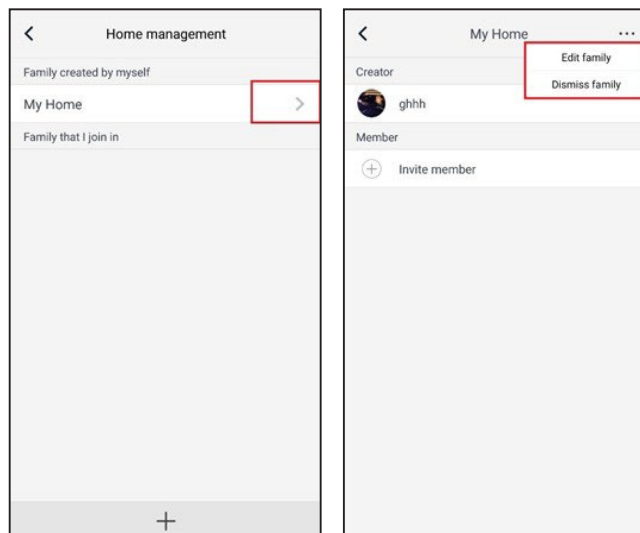 Home management
Family created by myself
My Home
Family that I join in
My Home
Edit family
Dismiss family
Creator
ghhh
Member
Invite member